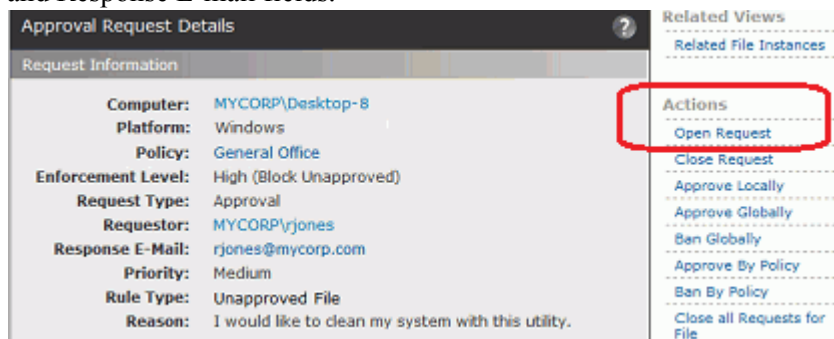 and Response E-mail fields.
Approval Request Details
?
Request Information
Computer: MYCORP\Desktop-8
Platform: Windows
Policy: General Office
Enforcement Level: High (Block Unapproved)
Request Type: Approval
Requestor: MYCORP\rjones
Response E-Mail: rjones@mycorp.com
Priority: Medium
Rule Type: Unapproved File
Reason: I would like to clean my system with this utility.
Related Views
Related File Instances
Actions
Open Request
Close Request
Approve Locally
Approve Globally
Ban Globally
Approve By Policy
Ban By Policy
Close all Requests for
File